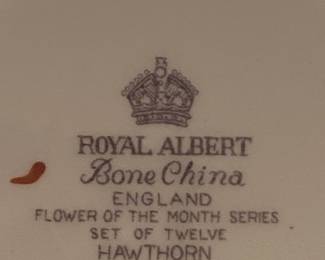 ROYAL ALBERT
Bone China
ENGLAND
FLOWER OF THE MONTH SERIES
SET OF TWELVE
HAWTHORN